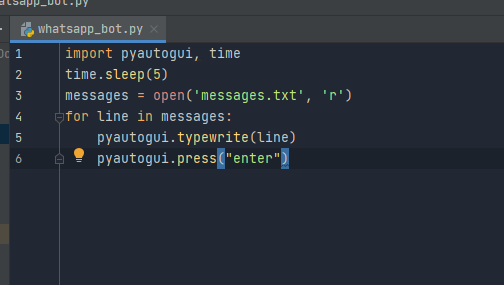 atsapp_bot.py
whatsapp_bot.py
1 import pyautogui, time
2 time.sleep(5)
3 messages = open('messages.txt', 'r')
4 for line in messages:
5 pyautogui.typewrite(line)
6 pyautogui.press("enter")